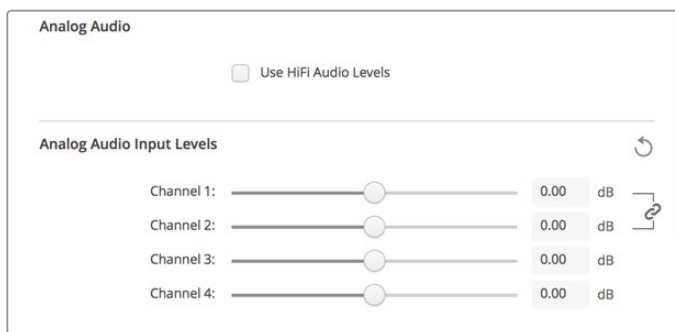 Analog Audio
Use HiFi Audio Levels
Analog Audio Input Levels
Channel 1: 0.00 dB
Channel 2: 0.00 dB
Channel 3: 0.00 dB
Channel 4: 0.00 dB